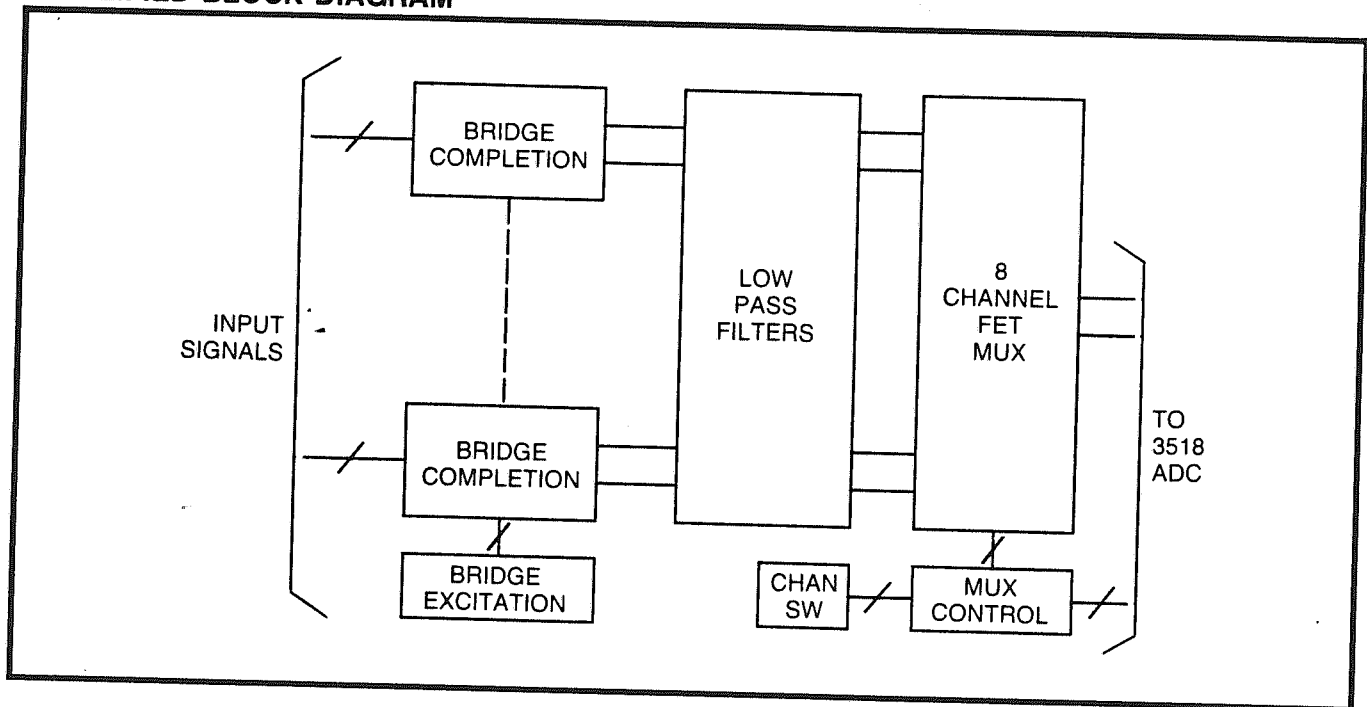 BLOCK DIAGRAM
BRIDGE
COMPLETION
INPUT
SIGNALS
LOW
PASS
FILTERS
8
CHANNEL
FET
MUX
BRIDGE
COMPLETION
TO
3518
ADC
BRIDGE
EXCITATION
CHAN
SW
MUX
CONTROL